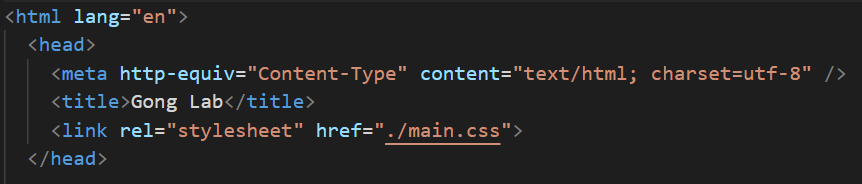 <html lang="en">
<head>
<meta http-equiv="Content-Type" content="text/html; charset=utf-8" />
<title>Gong Lab</title>
<link rel="stylesheet" href="./main.css">
</head>